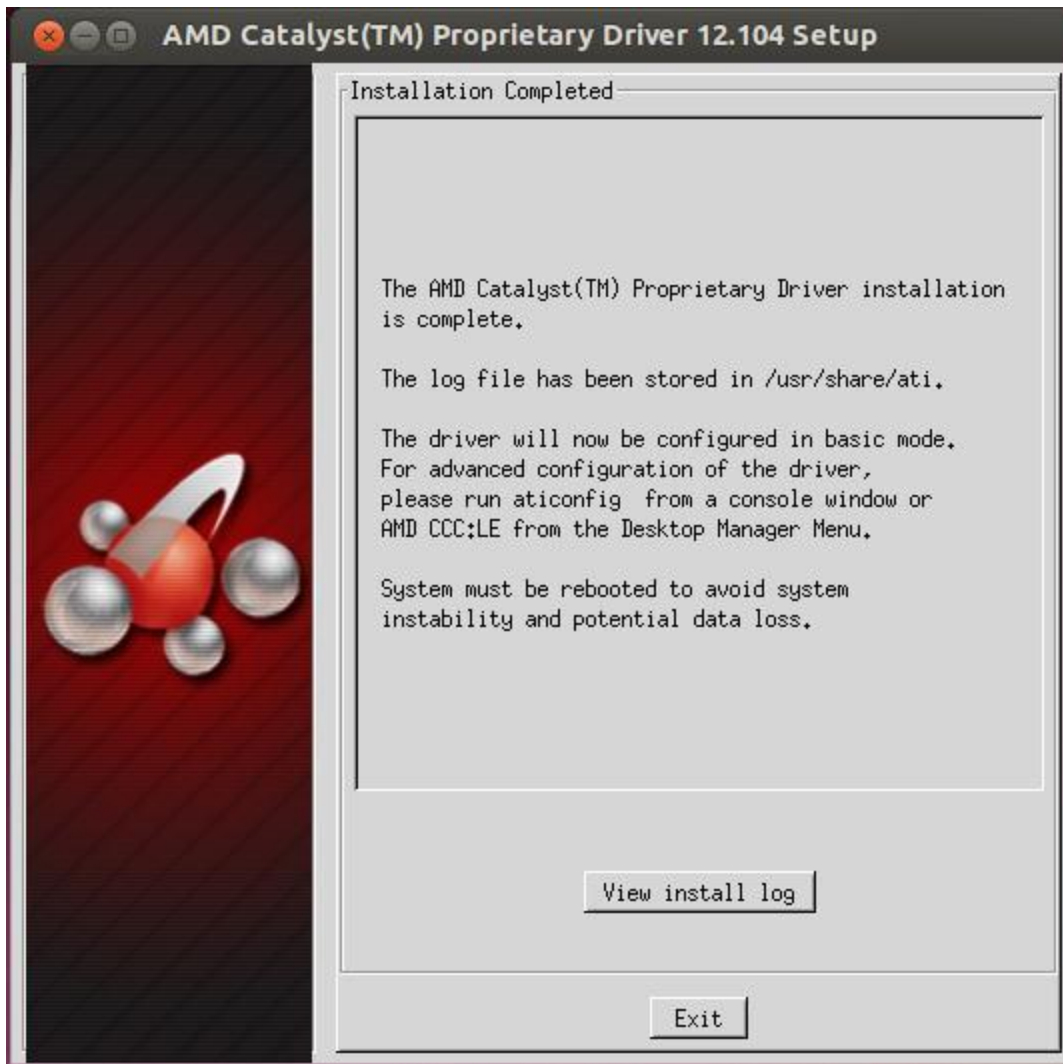 AMD Catalyst(TM) Proprietary Driver 12.104 Setup
Installation Completed
The AMD Catalyst(TM) Proprietary Driver installation
is complete.
The log file has been stored in /usr/share/ati.
The driver will now be configured in basic mode.
For advanced configuration of the driver,
please run aticonfig  from a console window or
AMD CCC:LE from the Desktop Manager Menu.
System must be rebooted to avoid system
instability and potential data loss.
View install log
Exit